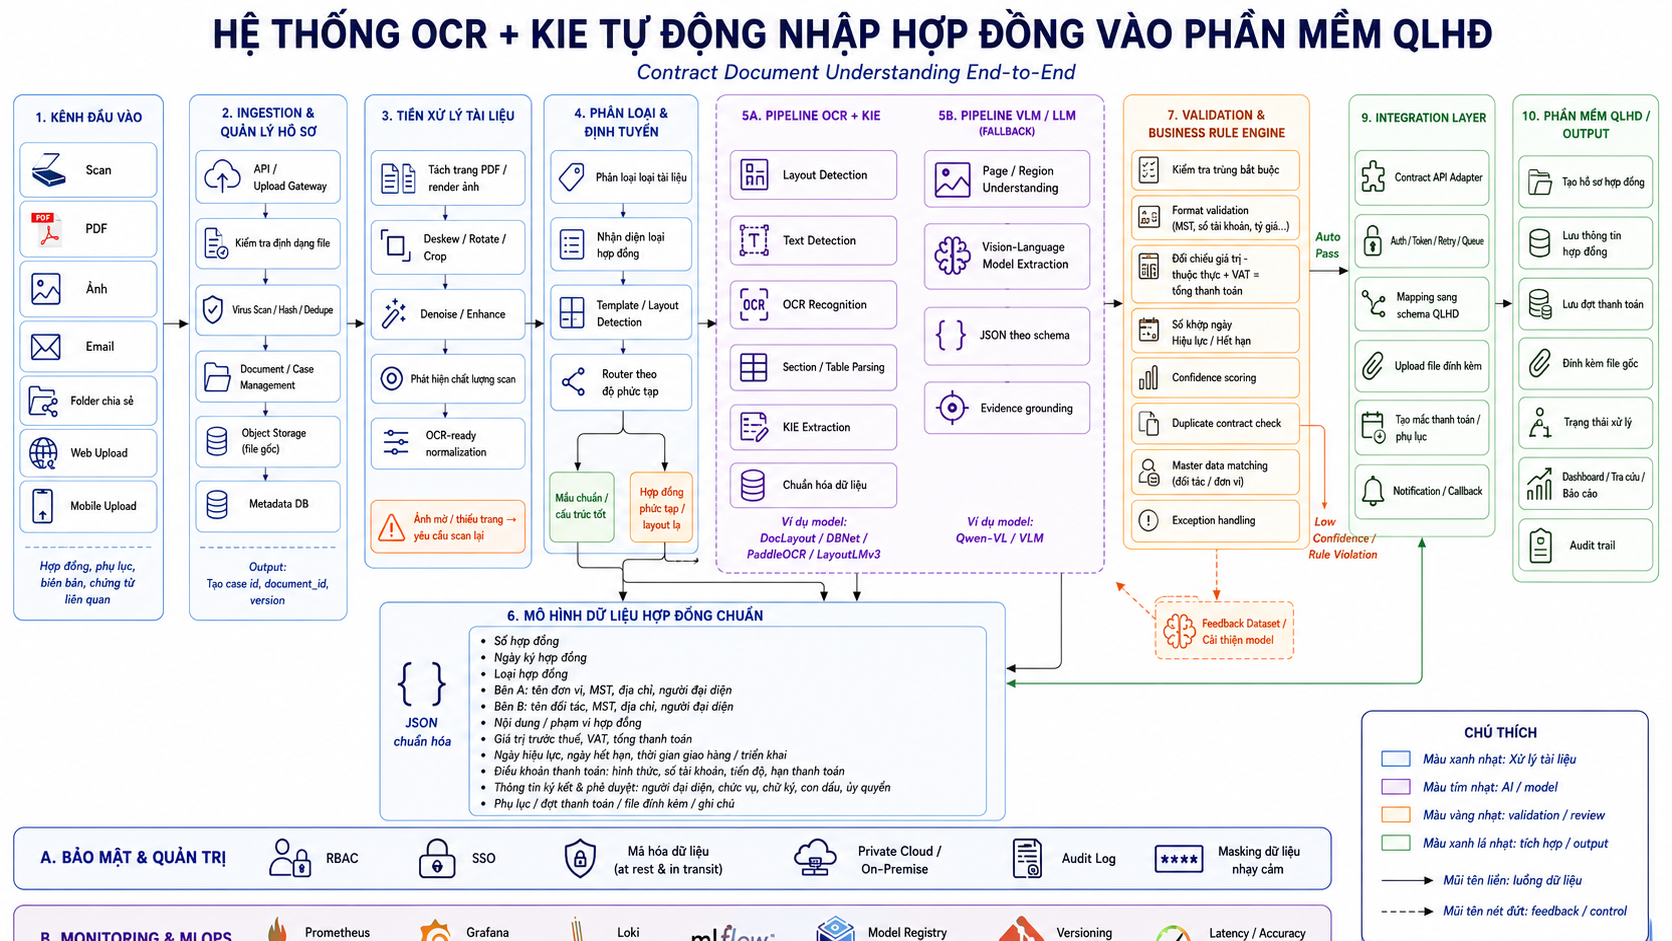 HỆ THỐNG OCR + KIE TỰ ĐỘNG NHẬP HỢP ĐỒNG VÀO PHẦN MỀM QLHĐ
Contract Document Understanding End-to-End
1. KÊNH ĐẦU VÀO
Scan
PDF
PDF
Ảnh
Email
Folder chia sẻ
Web Upload
Mobile Upload
Hợp đồng, phụ lục,
biên bản, chứng từ
liên quan
2. INGESTION &
QUẢN LÝ HỒ SƠ
API /
Upload Gateway
Kiểm tra định dạng file
Virus Scan / Hash / Dedupe
Document / Case
Management
Object Storage
(file gốc)
Metadata DB
Output:
Tạo case id, document_id,
version
3. TIỀN XỬ LÝ TÀI LIỆU
Tách trang PDF /
render ảnh
Deskew / Rotate /
Crop
Denoise / Enhance
Phát hiện chất lượng scan
OCR-ready
normalization
Ảnh mờ / thiếu trang →
yêu cầu scan lại
4. PHÂN LOẠI &
ĐỊNH TUYẾN
Phân loại loại tài liệu
Nhận diện loại
hợp đồng
Template / Layout
Detection
Router theo
độ phức tạp
Mẫu chuẩn /
cấu trúc tốt
Hợp đồng
phức tạp /
layout lạ
5A. PIPELINE OCR + KIE
Layout Detection
Text Detection
OCR
OCR Recognition
Section / Table Parsing
KIE Extraction
Chuẩn hóa dữ liệu
Ví dụ model:
DocLayout / DBNet /
PaddleOCR / LayoutLMv3
5B. PIPELINE VLM / LLM
(FALLBACK)
Page / Region
Understanding
Vision-Language
Model Extraction
JSON theo schema
Evidence grounding
Ví dụ model:
Qwen-VL / VLM
7. VALIDATION &
BUSINESS RULE ENGINE
Kiểm tra trùng bắt buộc
Format validation
(MST, số tài khoản, tỷ giá...)
Đối chiếu giá trị -
thuộc thực + VAT =
tổng thanh toán
Số khớp ngày
Hiệu lực / Hết hạn
Confidence scoring
Duplicate contract check
Master data matching
(đối tác / đơn vị)
Exception handling
Auto
Pass
Low
Confidence /
Rule Violation
Feedback Dataset /
Cải thiện model
9. INTEGRATION LAYER
Contract API Adapter
Auth / Token / Retry / Queue
Mapping sang
schema QLHD
Upload file đính kèm
Tạo mắc thanh toán /
phụ lục
Notification / Callback
10. PHẦN MỀM QLHĐ /
OUTPUT
Tạo hồ sơ hợp đồng
Lưu thông tin
hợp đồng
Lưu đợt thanh toán
Đính kèm file gốc
Trạng thái xử lý
Dashboard / Tra cứu /
Báo cáo
Audit trail
6. MÔ HÌNH DỮ LIỆU HỢP ĐỒNG CHUẨN
JSON
chuẩn hóa
• Số hợp đồng
• Ngày ký hợp đồng
• Loại hợp đồng
• Bên A: tên đơn vị, MST, địa chỉ, người đại diện
• Bên B: tên đối tác, MST, địa chỉ, người đại diện
• Nội dung / phạm vi hợp đồng
• Giá trị trước thuế, VAT, tổng thanh toán
• Ngày hiệu lực, ngày hết hạn, thời gian giao hàng / triển khai
• Điều khoản thanh toán: hình thức, số tài khoản, tiến độ, hạn thanh toán
• Thông tin ký kết & phê duyệt: người đại diện, chức vụ, chữ ký, con dấu, ủy quyền
• Phụ lục / đợt thanh toán / file đính kèm / ghi chú
CHÚ THÍCH
Màu xanh nhạt: Xử lý tài liệu
Màu tím nhạt: AI / model
Màu vàng nhạt: validation / review
Màu xanh lá nhạt: tích hợp / output
Mũi tên liền: luồng dữ liệu
Mũi tên nét đứt: feedback / control
A. BẢO MẬT & QUẢN TRỊ
RBAC
SSO
Mã hóa dữ liệu
(at rest & in transit)
Private Cloud /
On-Premise
Audit Log
****
Masking dữ liệu
nhạy cảm
B. MONITORING & MLOPS
Prometheus
Grafana
Loki
mlflow
Model Registry
Versioning
Latency / Accuracy